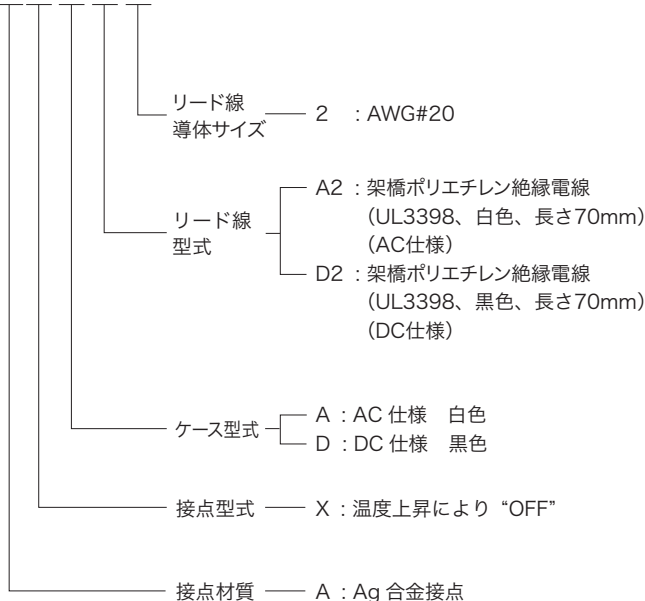 リード線
導体サイズ
2 : AWG#20
リード線
型式
A2 : 架橋ポリエチレン絶縁電線
(UL3398、白色、長さ70mm)
(AC仕様)
D2 : 架橋ポリエチレン絶縁電線
(UL3398、黒色、長さ70mm)
(DC仕様)
ケース型式
A : AC 仕様 白色
D : DC 仕様 黒色
接点型式
X : 温度上昇により “OFF”
接点材質
A : Ag 合金接点